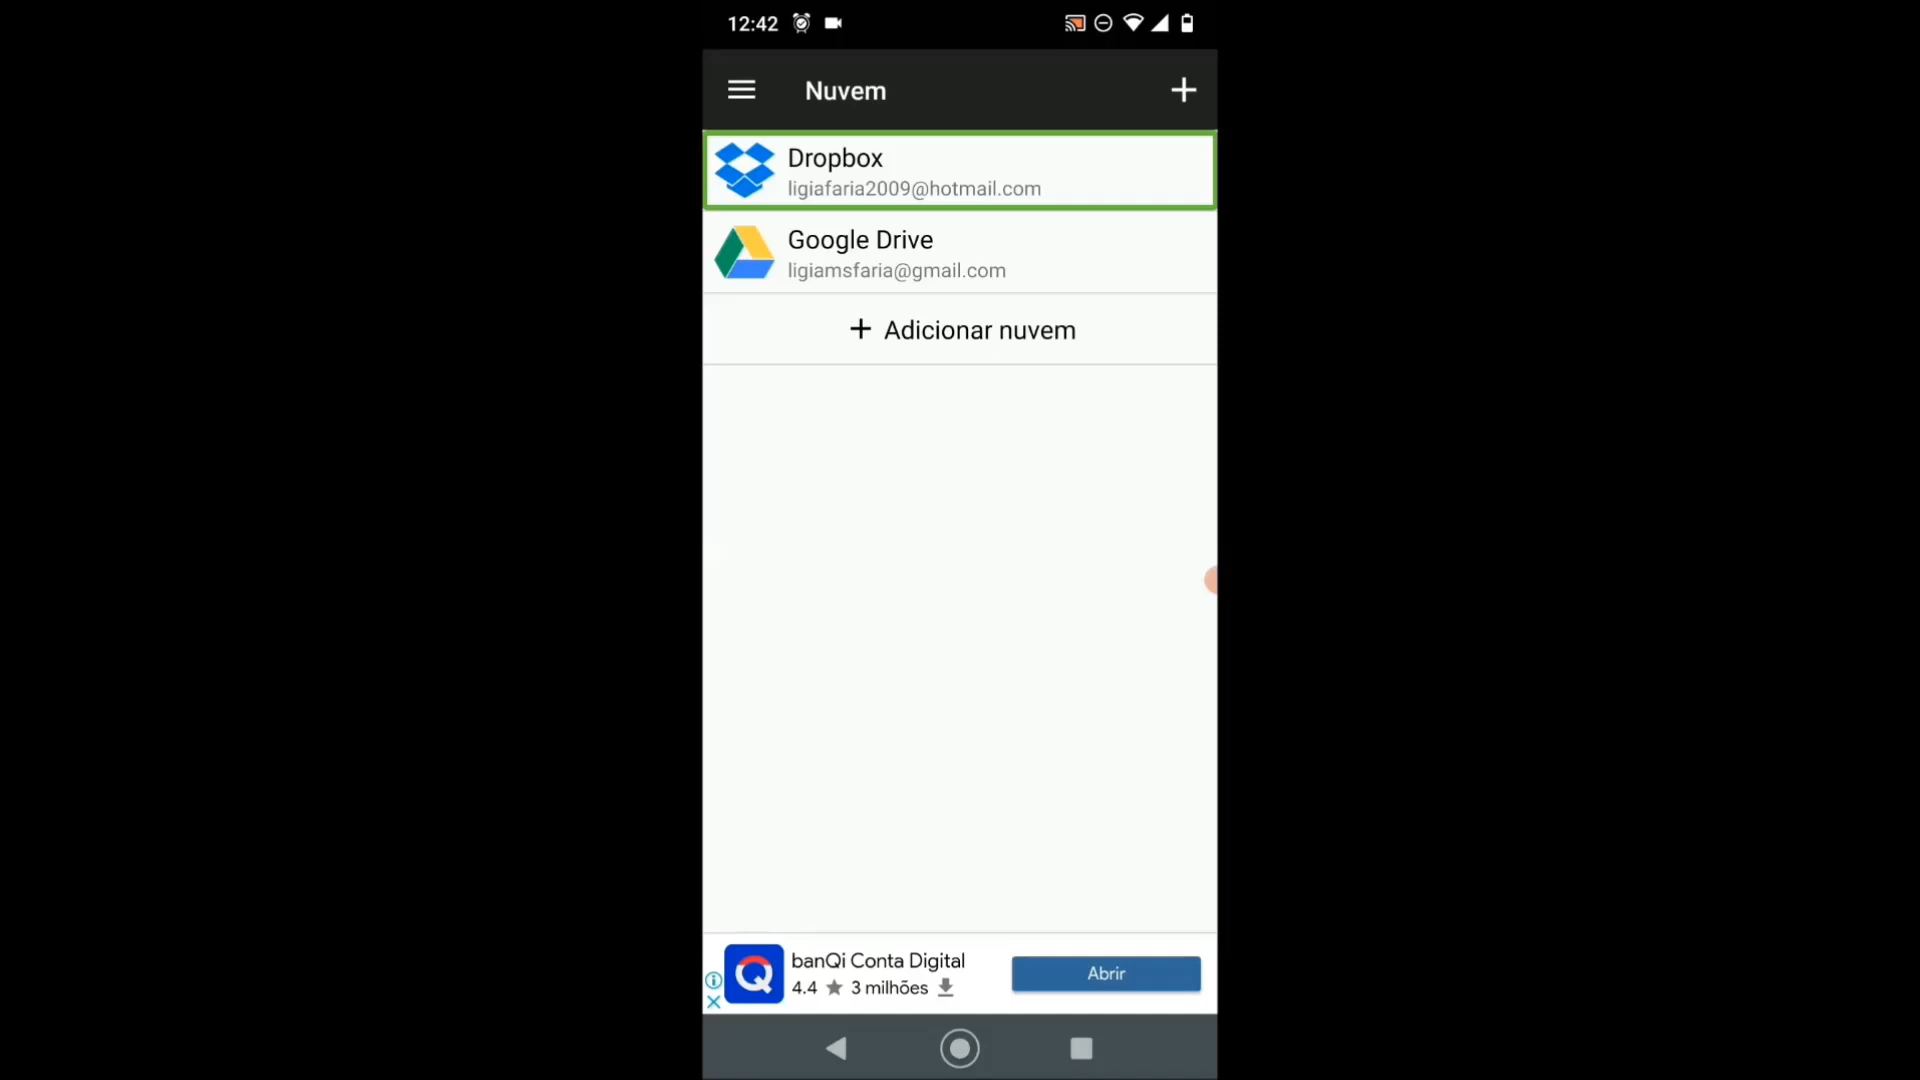 12:42
Nuvem
Dropbox
ligiafaria2009@hotmail.com
Google Drive
ligiamsfaria@gmail.com
+ Adicionar nuvem
banQi Conta Digital
4.4 ★ 3 milhões
Abrir